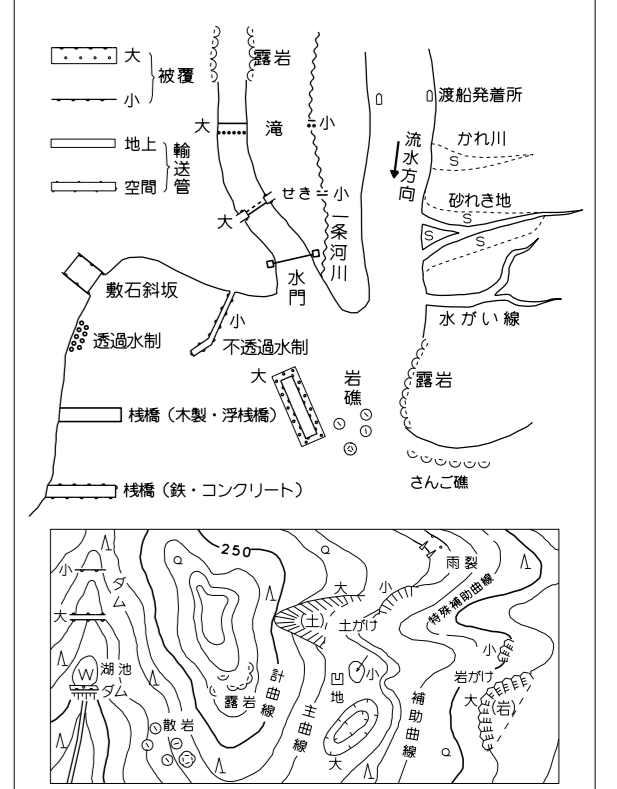 大
小
被覆
地上
空間
輸送管
露岩
大
滝
小
渡船発着所
流水方向
かれ川
S
砂れき地
S
S
S
せき
小
大
一条河川
水門
敷石斜坂
小
不透過水制
透過水制
水がい線
大
岩礁
露岩
桟橋(木製・浮桟橋)
さんご礁
桟橋(鉄・コンクリート)
250
小
ダム
大
雨裂
大
小
(土)
土がけ
特殊補助曲線
小
W
湖池
ダム
計曲線
露岩
主曲線
凹地
小
大
補助曲線
岩がけ
大
(岩)
散岩